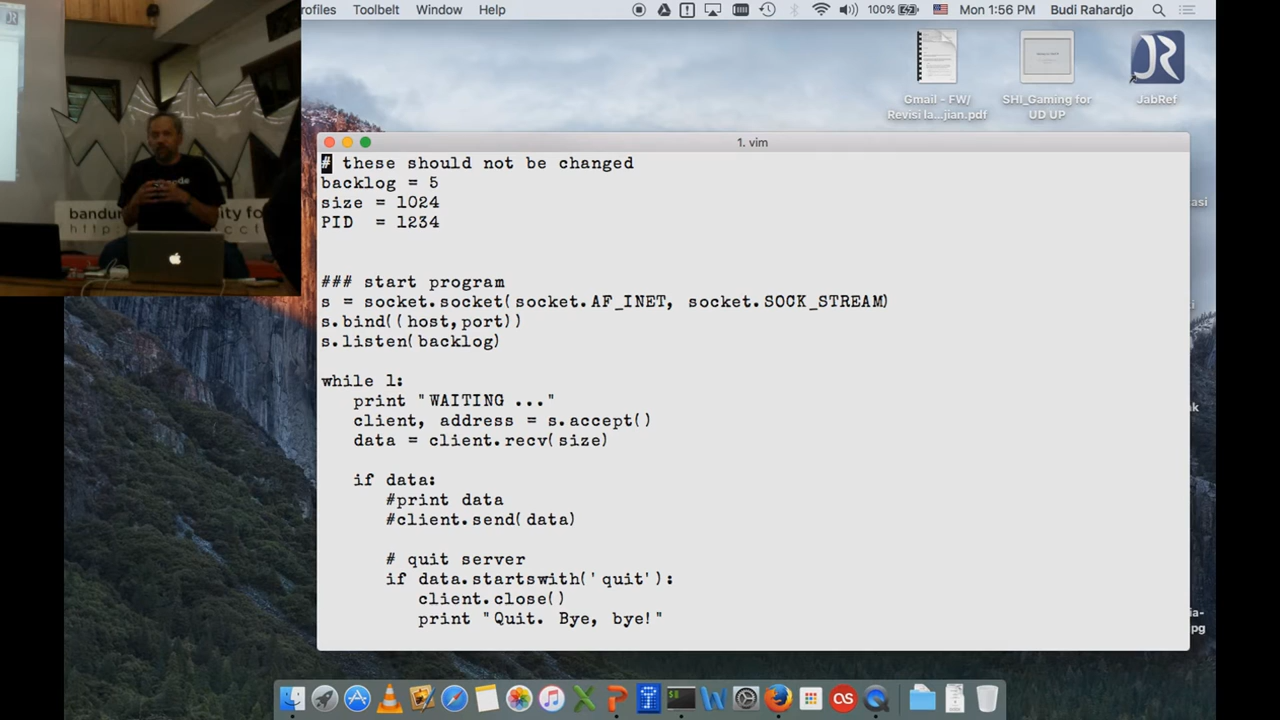 rofiles Toolbelt Window Help 100% Mon 1:56 PM Budi Rahardjo
Gmail - FW/
Revisi la...jian.pdf
SHI_Gaming for
UD UP
JabRef
1. vim
# these should not be changed
backlog = 5
size = 1024
PID = 1234
### start program
s = socket.socket(socket.AF_INET, socket.SOCK_STREAM)
s.bind((host,port))
s.listen(backlog)
while 1:
print "WAITING ..."
client, address = s.accept()
data = client.recv(size)
if data:
#print data
#client.send(data)
# quit server
if data.startswith('quit'):
client.close()
print "Quit. Bye, bye!"